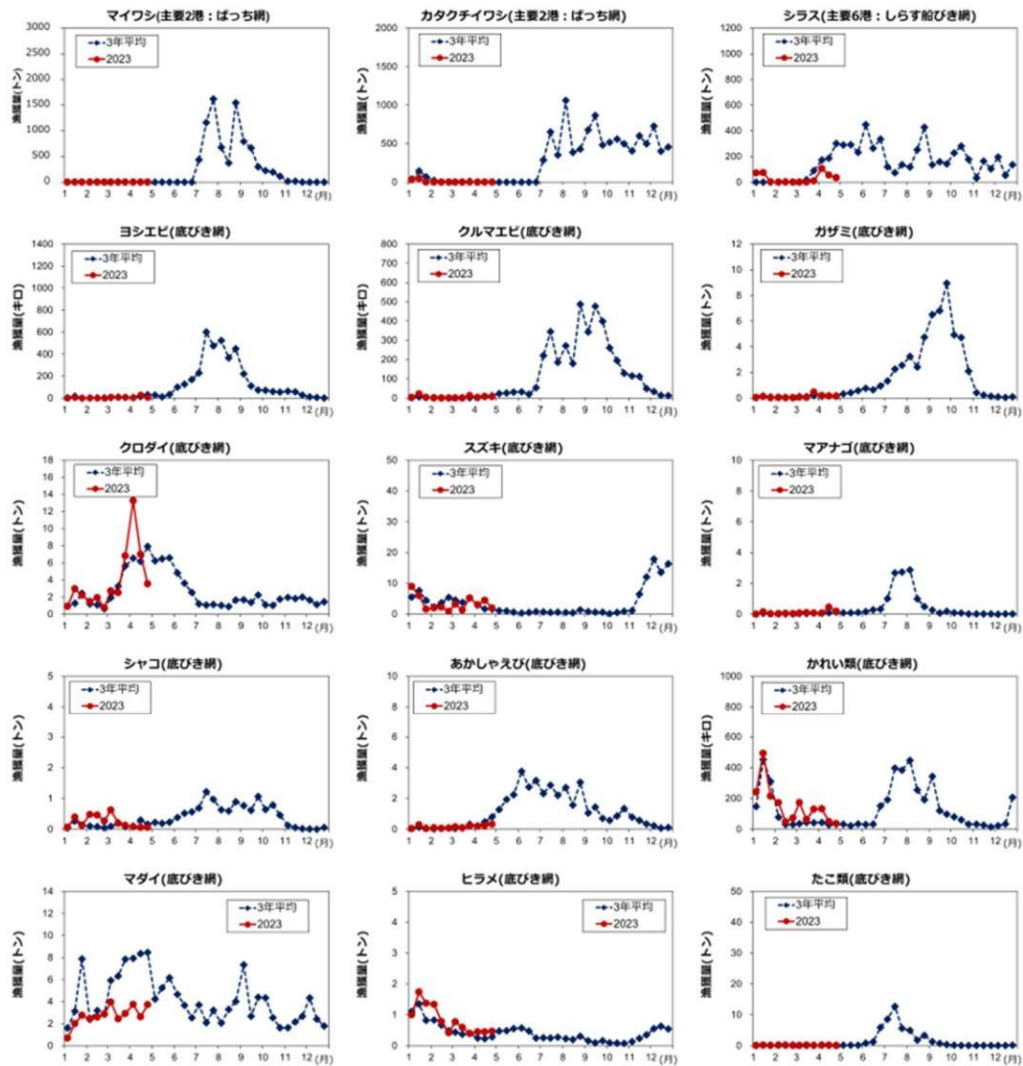 マイワシ(主要2港：ばっち網)
漁獲量(トン)
3000
2500
2000
1500
1000
500
0
3年平均
2023
1 2 3 4 5 6 7 8 9 10 11 12 (月)
カタクチイワシ(主要2港：ばっち網)
漁獲量(トン)
2000
1500
1000
500
0
3年平均
2023
1 2 3 4 5 6 7 8 9 10 11 12 (月)
シラス(主要6港：しらす船びき網)
漁獲量(トン)
1200
1000
800
600
400
200
0
3年平均
2023
1 2 3 4 5 6 7 8 9 10 11 12 (月)
ヨシエビ(底びき網)
漁獲量(キロ)
1400
1200
1000
800
600
400
200
0
3年平均
2023
1 2 3 4 5 6 7 8 9 10 11 12 (月)
クルマエビ(底びき網)
漁獲量(キロ)
800
700
600
500
400
300
200
100
0
3年平均
2023
1 2 3 4 5 6 7 8 9 10 11 12 (月)
ガザミ(底びき網)
漁獲量(トン)
12
10
8
6
4
2
0
3年平均
2023
1 2 3 4 5 6 7 8 9 10 11 12 (月)
クロダイ(底びき網)
漁獲量(トン)
18
16
14
12
10
8
6
4
2
0
3年平均
2023
1 2 3 4 5 6 7 8 9 10 11 12 (月)
スズキ(底びき網)
漁獲量(トン)
50
40
30
20
10
0
3年平均
2023
1 2 3 4 5 6 7 8 9 10 11 12 (月)
マアナゴ(底びき網)
漁獲量(トン)
10
8
6
4
2
0
3年平均
2023
1 2 3 4 5 6 7 8 9 10 11 12 (月)
シャコ(底びき網)
漁獲量(トン)
5
4
3
2
1
0
3年平均
2023
1 2 3 4 5 6 7 8 9 10 11 12 (月)
あかしゃえび(底びき網)
漁獲量(トン)
10
8
6
4
2
0
3年平均
2023
1 2 3 4 5 6 7 8 9 10 11 12 (月)
かれい類(底びき網)
漁獲量(キロ)
1000
800
600
400
200
0
3年平均
2023
1 2 3 4 5 6 7 8 9 10 11 12 (月)
マダイ(底びき網)
漁獲量(トン)
14
12
10
8
6
4
2
0
3年平均
2023
1 2 3 4 5 6 7 8 9 10 11 12 (月)
ヒラメ(底びき網)
漁獲量(トン)
5
4
3
2
1
0
3年平均
2023
1 2 3 4 5 6 7 8 9 10 11 12 (月)
たこ類(底びき網)
漁獲量(トン)
50
40
30
20
10
0
3年平均
2023
1 2 3 4 5 6 7 8 9 10 11 12 (月)